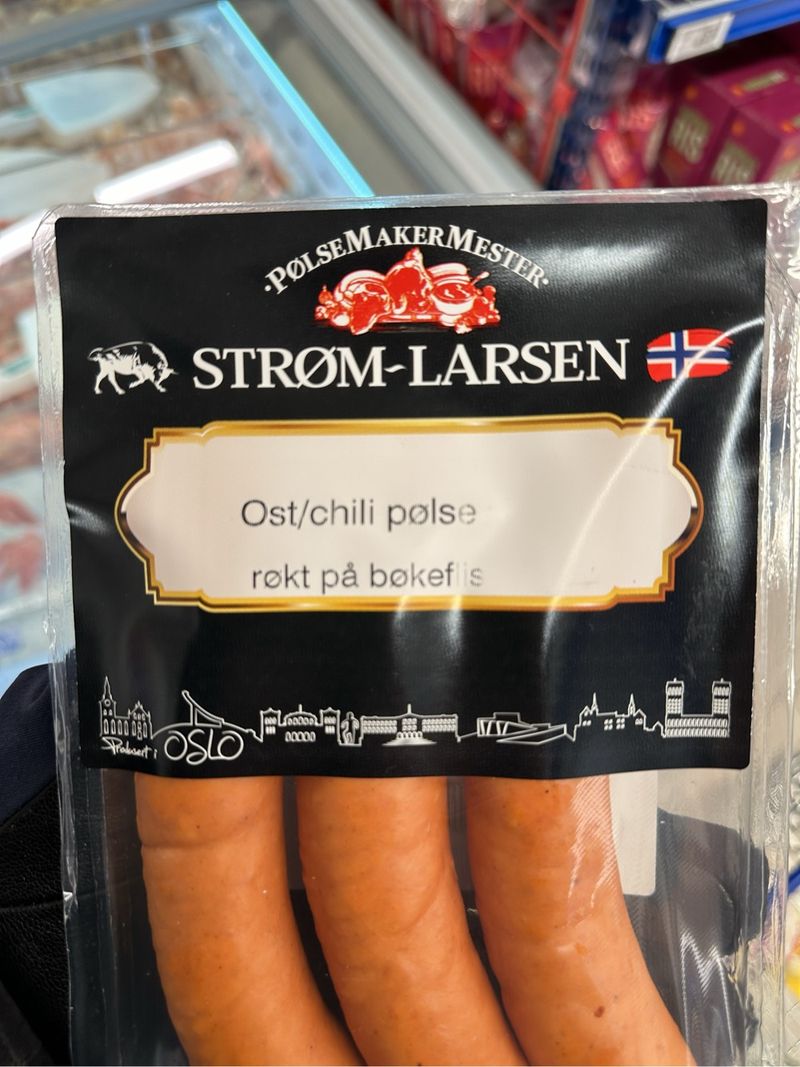 ·PØLSEMAKERMESTER·
STRØM-LARSEN
Ost/chili pølse
røkt på bøkeflis
Produsert i OSLO